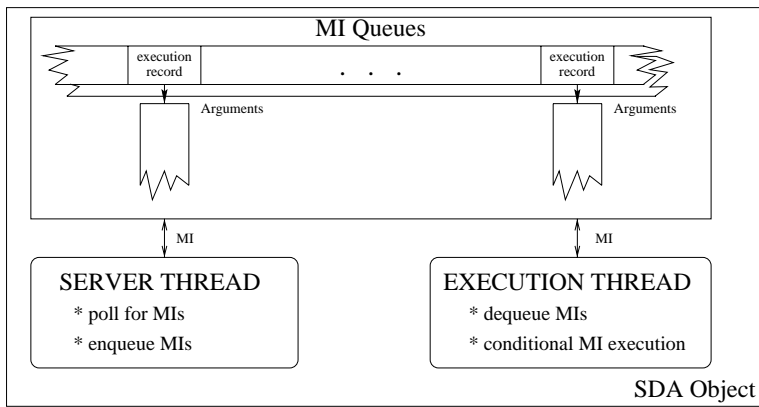 MI Queues
execution
record
. . .
execution
record
Arguments
Arguments
MI
MI
SERVER THREAD
* poll for MIs
* enqueue MIs
EXECUTION THREAD
* dequeue MIs
* conditional MI execution
SDA Object